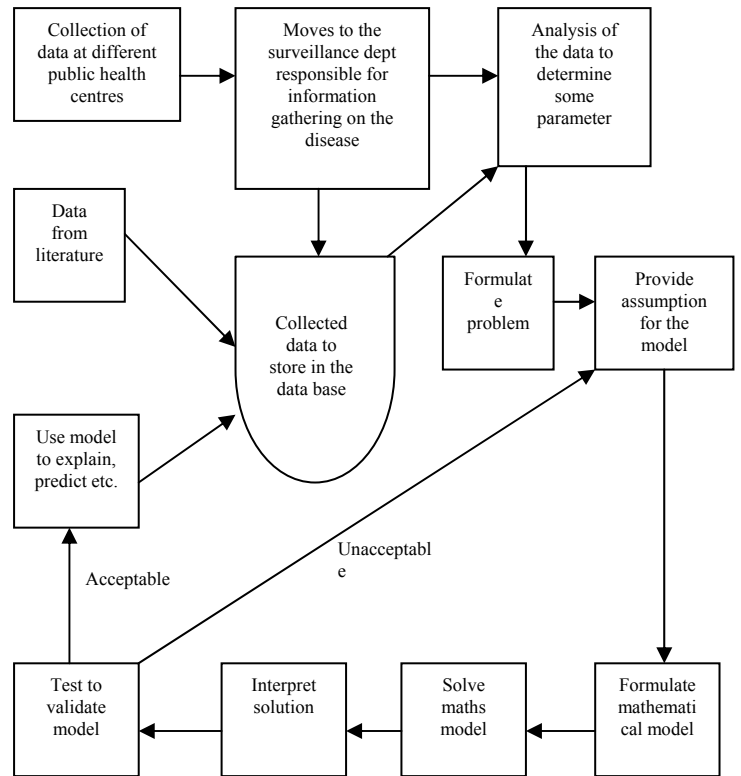 Collection of
data at different
public health
centres
Moves to the
surveillance dept
responsible for
information
gathering on the
disease
Analysis of
the data to
determine
some
parameter
Data
from
literature
Collected
data to
store in the
data base
Formulat
e
problem
Provide
assumption
for the
model
Use model
to explain,
predict etc.
Acceptable
Unacceptabl
e
Test to
validate
model
Interpret
solution
Solve
maths
model
Formulate
mathemati
cal model